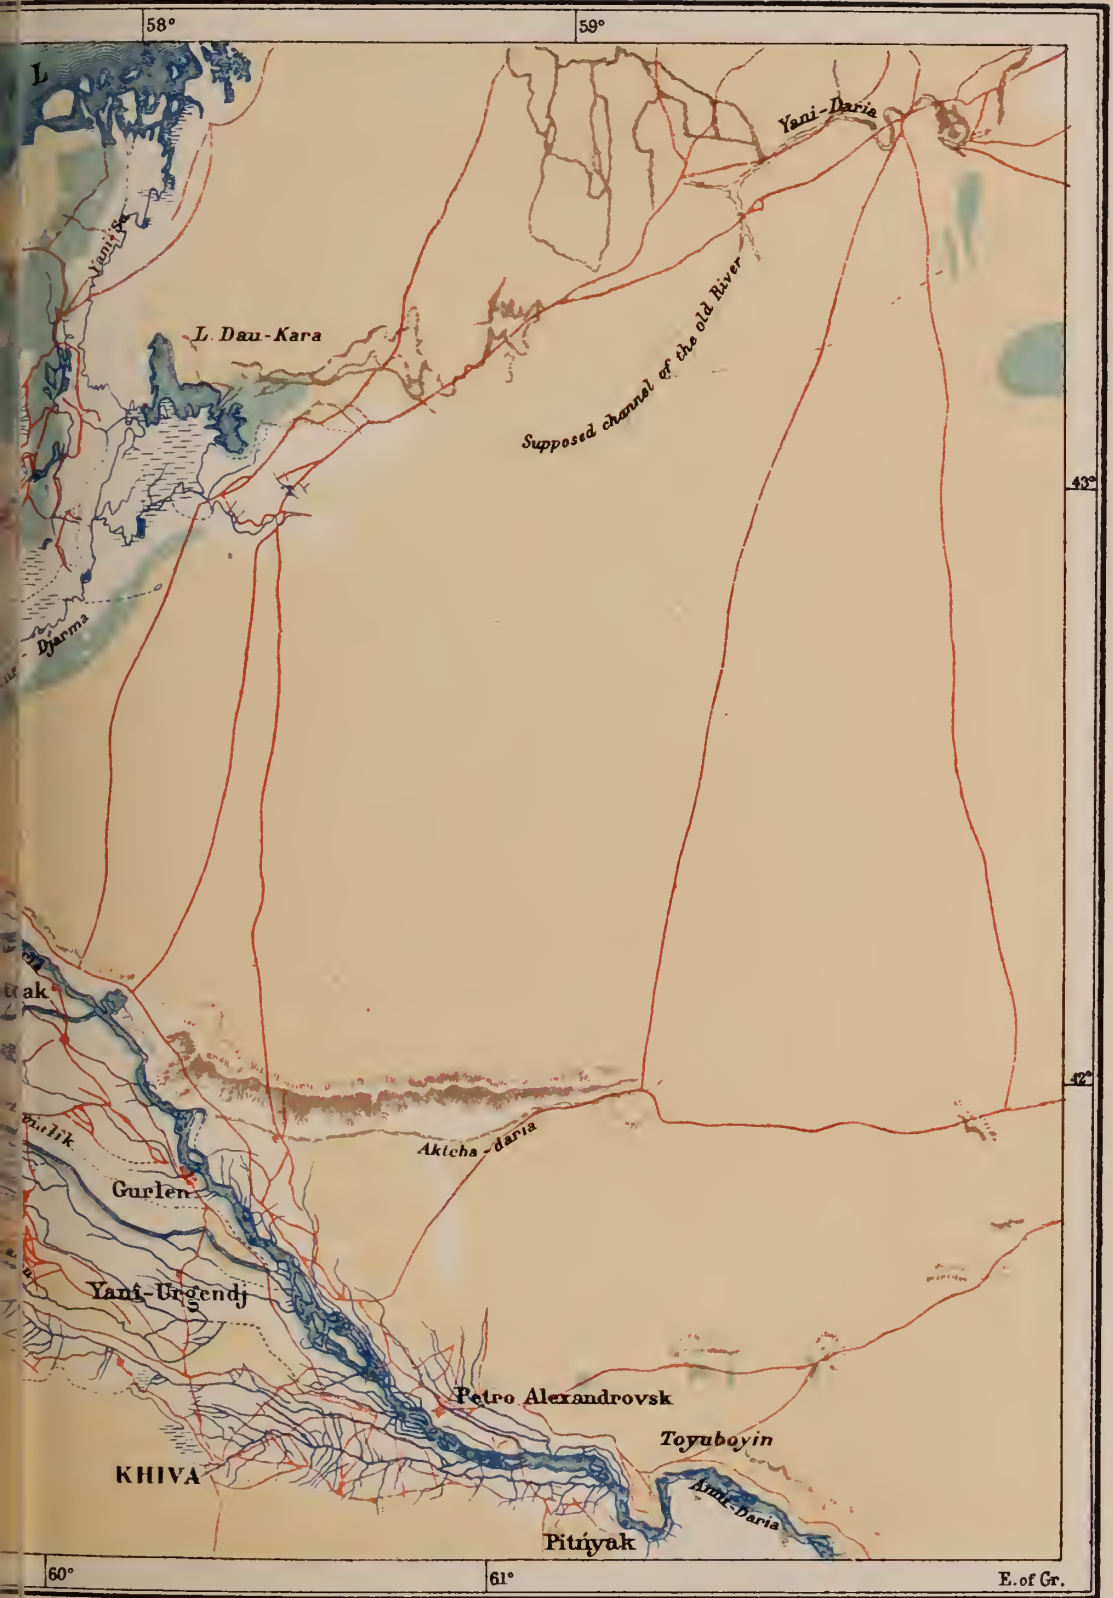 58°
59°
L
Yani-Daria
Yani-Su
L. Dau-Kara
Supposed channel of the old River
43°
Djarma
ak
42°
Akicha-daria
Gurlen
Yani-Urgendj
Petro Alexandrovsk
Toyuboyin
KHIVA
Amu-Daria
Pitnyak
60°
61°
E. of Gr.